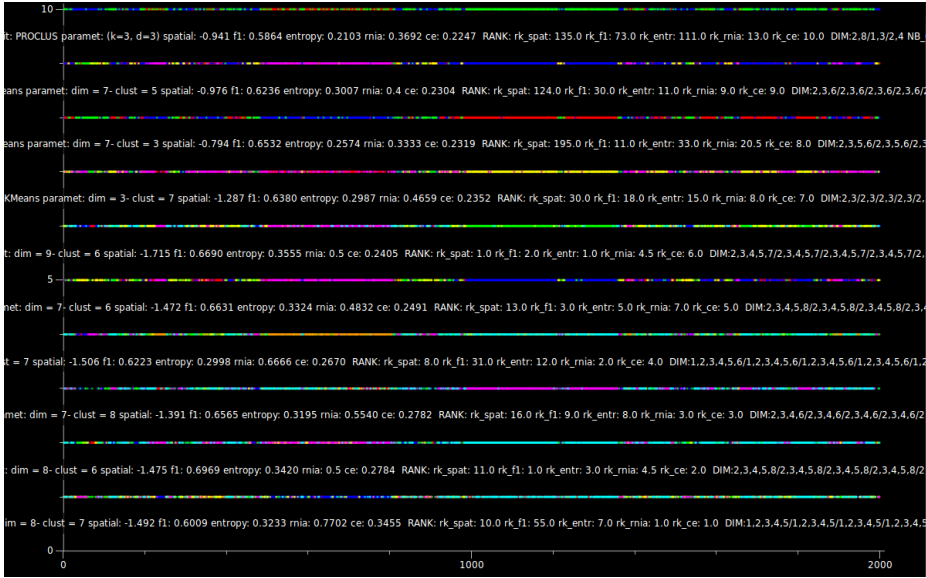 10
it: PROCLUS paramet: (k=3, d=3) spatial: -0.941 f1: 0.5864 entropy: 0.2103 rnia: 0.3692 ce: 0.2247 RANK: rk_spat: 135.0 rk_f1: 73.0 rk_entr: 111.0 rk_rnia: 13.0 rk_ce: 10.0 DIM:2,8/1,3/2,4 NB_
eans paramet: dim = 7- clust = 5 spatial: -0.976 f1: 0.6236 entropy: 0.3007 rnia: 0.4 ce: 0.2304 RANK: rk_spat: 124.0 rk_f1: 30.0 rk_entr: 11.0 rk_rnia: 9.0 rk_ce: 9.0 DIM:2,3,6/2,3,6/2,3,6/2,3,6/2
eans paramet: dim = 7- clust = 3 spatial: -0.794 f1: 0.6532 entropy: 0.2574 rnia: 0.3333 ce: 0.2319 RANK: rk_spat: 195.0 rk_f1: 11.0 rk_entr: 33.0 rk_rnia: 20.5 rk_ce: 8.0 DIM:2,3,5,6/2,3,5,6/2,3
KMeans paramet: dim = 3- clust = 7 spatial: -1.287 f1: 0.6380 entropy: 0.2987 rnia: 0.4659 ce: 0.2352 RANK: rk_spat: 30.0 rk_f1: 18.0 rk_entr: 15.0 rk_rnia: 8.0 rk_ce: 7.0 DIM:2,3/2,3/2,3/2,3/2,
t: dim = 9- clust = 6 spatial: -1.715 f1: 0.6690 entropy: 0.3555 rnia: 0.5 ce: 0.2405 RANK: rk_spat: 1.0 rk_f1: 2.0 rk_entr: 1.0 rk_rnia: 4.5 rk_ce: 6.0 DIM:2,3,4,5,7/2,3,4,5,7/2,3,4,5,7/2,3,4,5,7/2,
5
met: dim = 7- clust = 6 spatial: -1.472 f1: 0.6631 entropy: 0.3324 rnia: 0.4832 ce: 0.2491 RANK: rk_spat: 13.0 rk_f1: 3.0 rk_entr: 5.0 rk_rnia: 7.0 rk_ce: 5.0 DIM:2,3,4,5,8/2,3,4,5,8/2,3,4,5,8/2,3,4
st = 7 spatial: -1.506 f1: 0.6223 entropy: 0.2998 rnia: 0.6666 ce: 0.2670 RANK: rk_spat: 8.0 rk_f1: 31.0 rk_entr: 12.0 rk_rnia: 2.0 rk_ce: 4.0 DIM:1,2,3,4,5,6/1,2,3,4,5,6/1,2,3,4,5,6/1,2,3,4,5,6/1,2
met: dim = 7- clust = 8 spatial: -1.391 f1: 0.6565 entropy: 0.3195 rnia: 0.5540 ce: 0.2782 RANK: rk_spat: 16.0 rk_f1: 9.0 rk_entr: 8.0 rk_rnia: 3.0 rk_ce: 3.0 DIM:2,3,4,6/2,3,4,6/2,3,4,6/2,3,4,6/2
: dim = 8- clust = 6 spatial: -1.475 f1: 0.6969 entropy: 0.3420 rnia: 0.5 ce: 0.2784 RANK: rk_spat: 11.0 rk_f1: 1.0 rk_entr: 3.0 rk_rnia: 4.5 rk_ce: 2.0 DIM:2,3,4,5,8/2,3,4,5,8/2,3,4,5,8/2,3,4,5,8/2
im = 8- clust = 7 spatial: -1.492 f1: 0.6009 entropy: 0.3233 rnia: 0.7702 ce: 0.3455 RANK: rk_spat: 10.0 rk_f1: 55.0 rk_entr: 7.0 rk_rnia: 1.0 rk_ce: 1.0 DIM:1,2,3,4,5/1,2,3,4,5/1,2,3,4,5/1,2,3,4,5
0
0 1000 2000